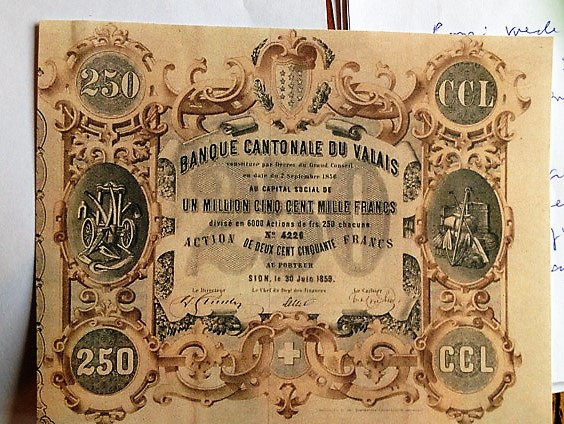 250
CCL
BANQUE CANTONALE DU VALAIS
constituée par Décret du Grand Conseil
en date du 2 Septembre 1856
AU CAPITAL SOCIAL DE
UN MILLION CINQ CENT MILLE FRANCS
divisé en 6000 Actions de frs 250 chacune
No. 4226
ACTION DE DEUX CENT CINQUANTE FRANCS
AU PORTEUR
SION, le 30 Juin 1859.
Le Directeur
Le Chef du Dept des Finances
Le Caissier
250
CCL